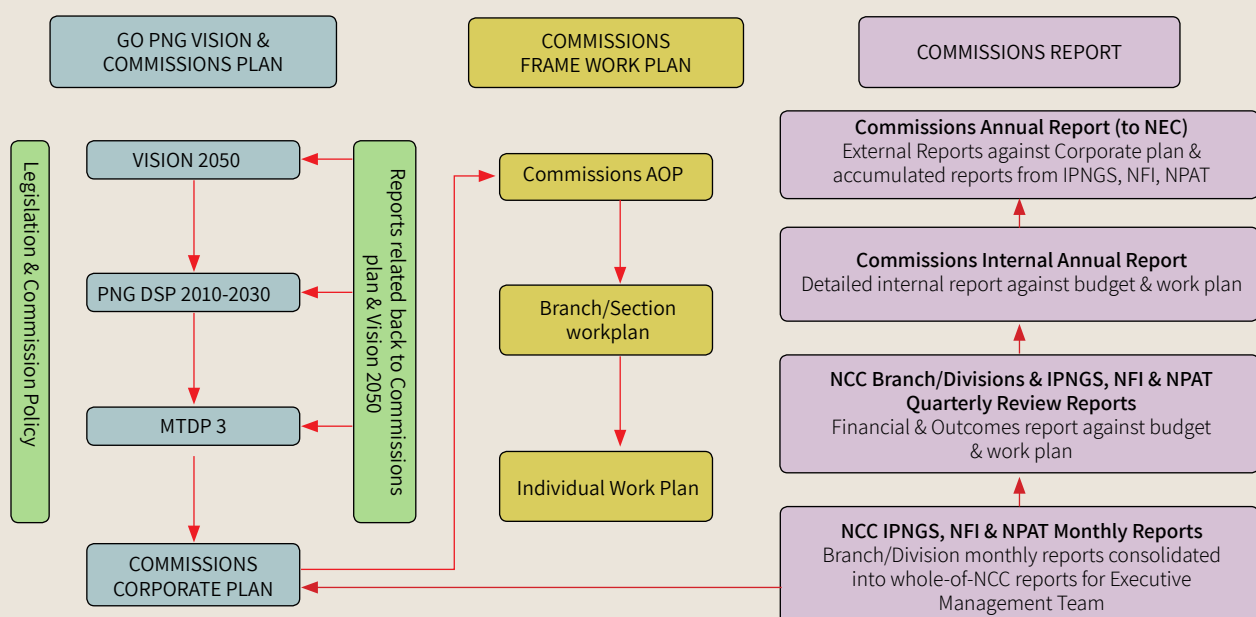 GO PNG VISION &
COMMISSIONS PLAN
COMMISSIONS
FRAME WORK PLAN
COMMISSIONS REPORT
Legislation & Commission Policy
VISION 2050
PNG DSP 2010-2030
MTDP 3
COMMISSIONS
CORPORATE PLAN
Reports related back to Commissions
plan & Vision 2050
Commissions AOP
Branch/Section
workplan
Individual Work Plan
Commissions Annual Report (to NEC)
External Reports against Corporate plan &
accumulated reports from IPNGS, NFI, NPAT
Commissions Internal Annual Report
Detailed internal report against budget & work plan
NCC Branch/Divisions & IPNGS, NFI & NPAT
Quarterly Review Reports
Financial & Outcomes report against budget
& work plan
NCC IPNGS, NFI & NPAT Monthly Reports
Branch/Division monthly reports consolidated
into whole-of-NCC reports for Executive
Management Team